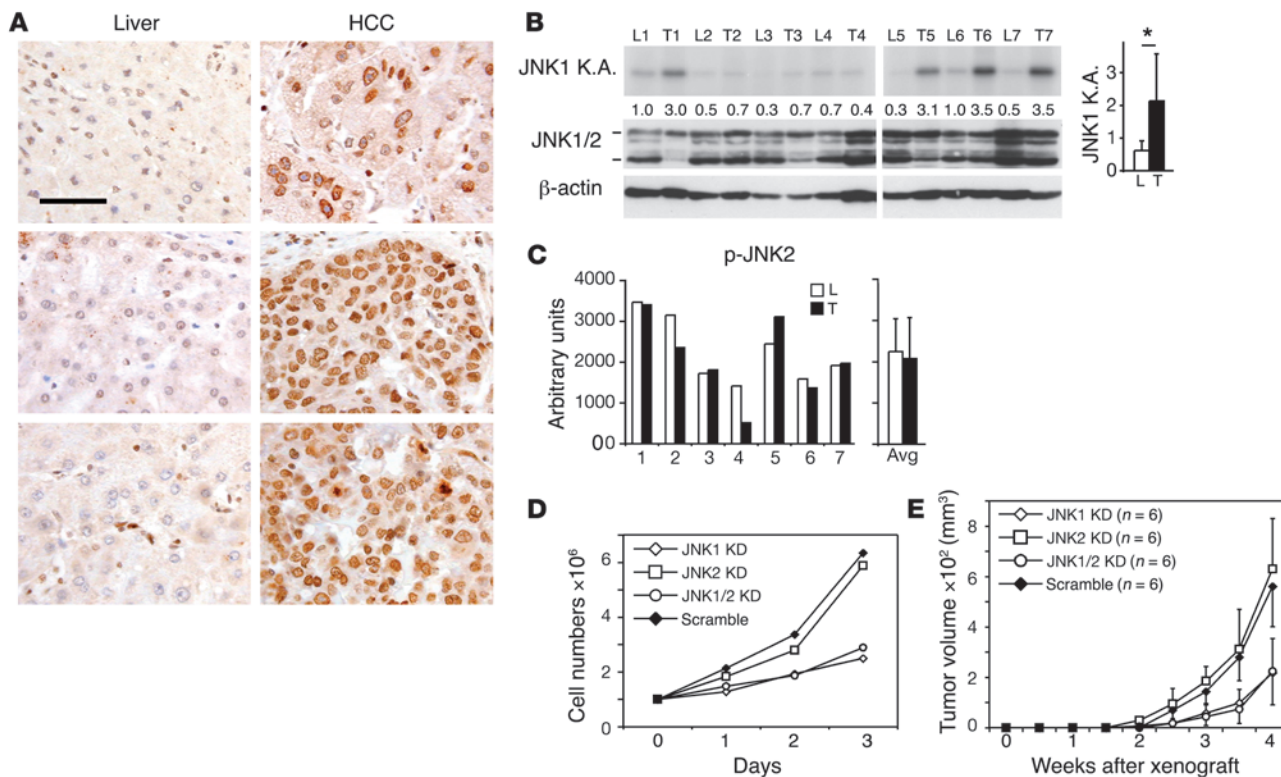 A
Liver HCC
B
L1 T1 L2 T2 L3 T3 L4 T4 L5 T5 L6 T6 L7 T7
JNK1 K.A.
1.0 3.0 0.5 0.7 0.3 0.7 0.7 0.4 0.3 3.1 1.0 3.5 0.5 3.5
JNK1/2
β-actin
*
JNK1 K.A.
3
2
1
0
L T
C
p-JNK2
Arbitrary units
4000
3000
2000
1000
00
L
T
1 2 3 4 5 6 7
Avg
D
Cell numbers ×10⁶
6
4
2
0
JNK1 KD
JNK2 KD
JNK1/2 KD
Scramble
0 1 2 3
Days
E
Tumor volume ×10² (mm³)
8
6
4
2
0
JNK1 KD (n = 6)
JNK2 KD (n = 6)
JNK1/2 KD (n = 6)
Scramble (n = 6)
0 1 2 3 4
Weeks after xenograft